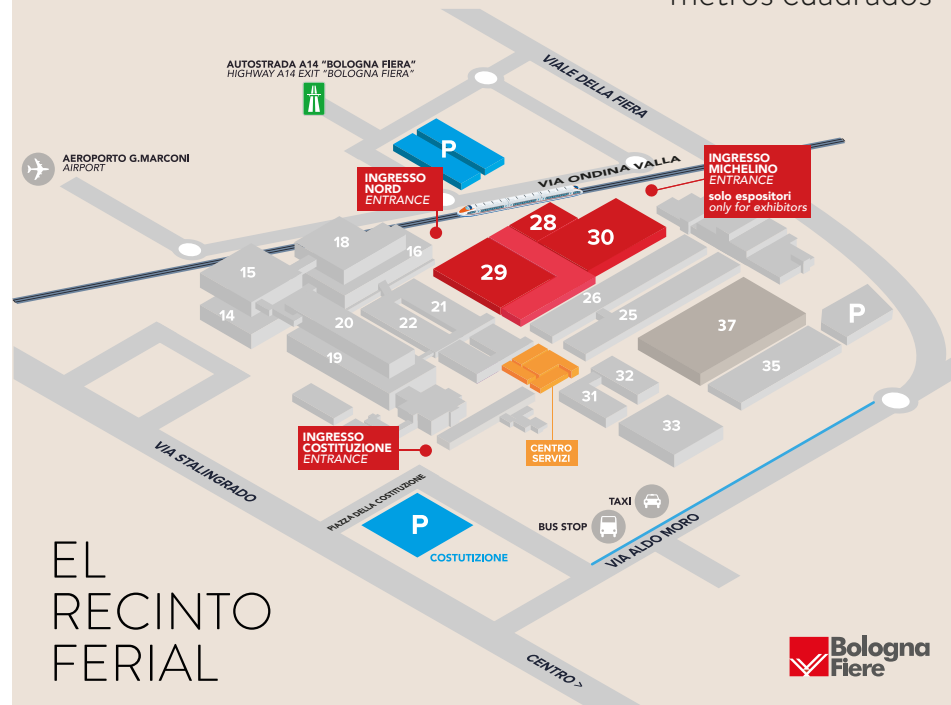 metros cuadrados
AUTOSTRADA A14 “BOLOGNA FIERA”
HIGHWAY A14 EXIT “BOLOGNA FIERA”
VIALE DELLA FIERA
P
AEROPORTO G.MARCONI
AIRPORT
VIA ONDINA VALLA
INGRESSO
NORD
ENTRANCE
INGRESSO
MICHELINO
ENTRANCE
solo espositori
only for exhibitors
28
30
29
18
16
15
14
20
19
21
22
26
25
37
P
35
32
31
33
INGRESSO
COSTITUZIONE
ENTRANCE
CENTRO
SERVIZI
VIA STALINGRADO
PIAZZA DELLA COSTITUZIONE
P
COSTUTIZIONE
TAXI
BUS STOP
VIA ALDO MORO
EL
RECINTO
FERIAL
CENTRO >
Bologna
Fiere